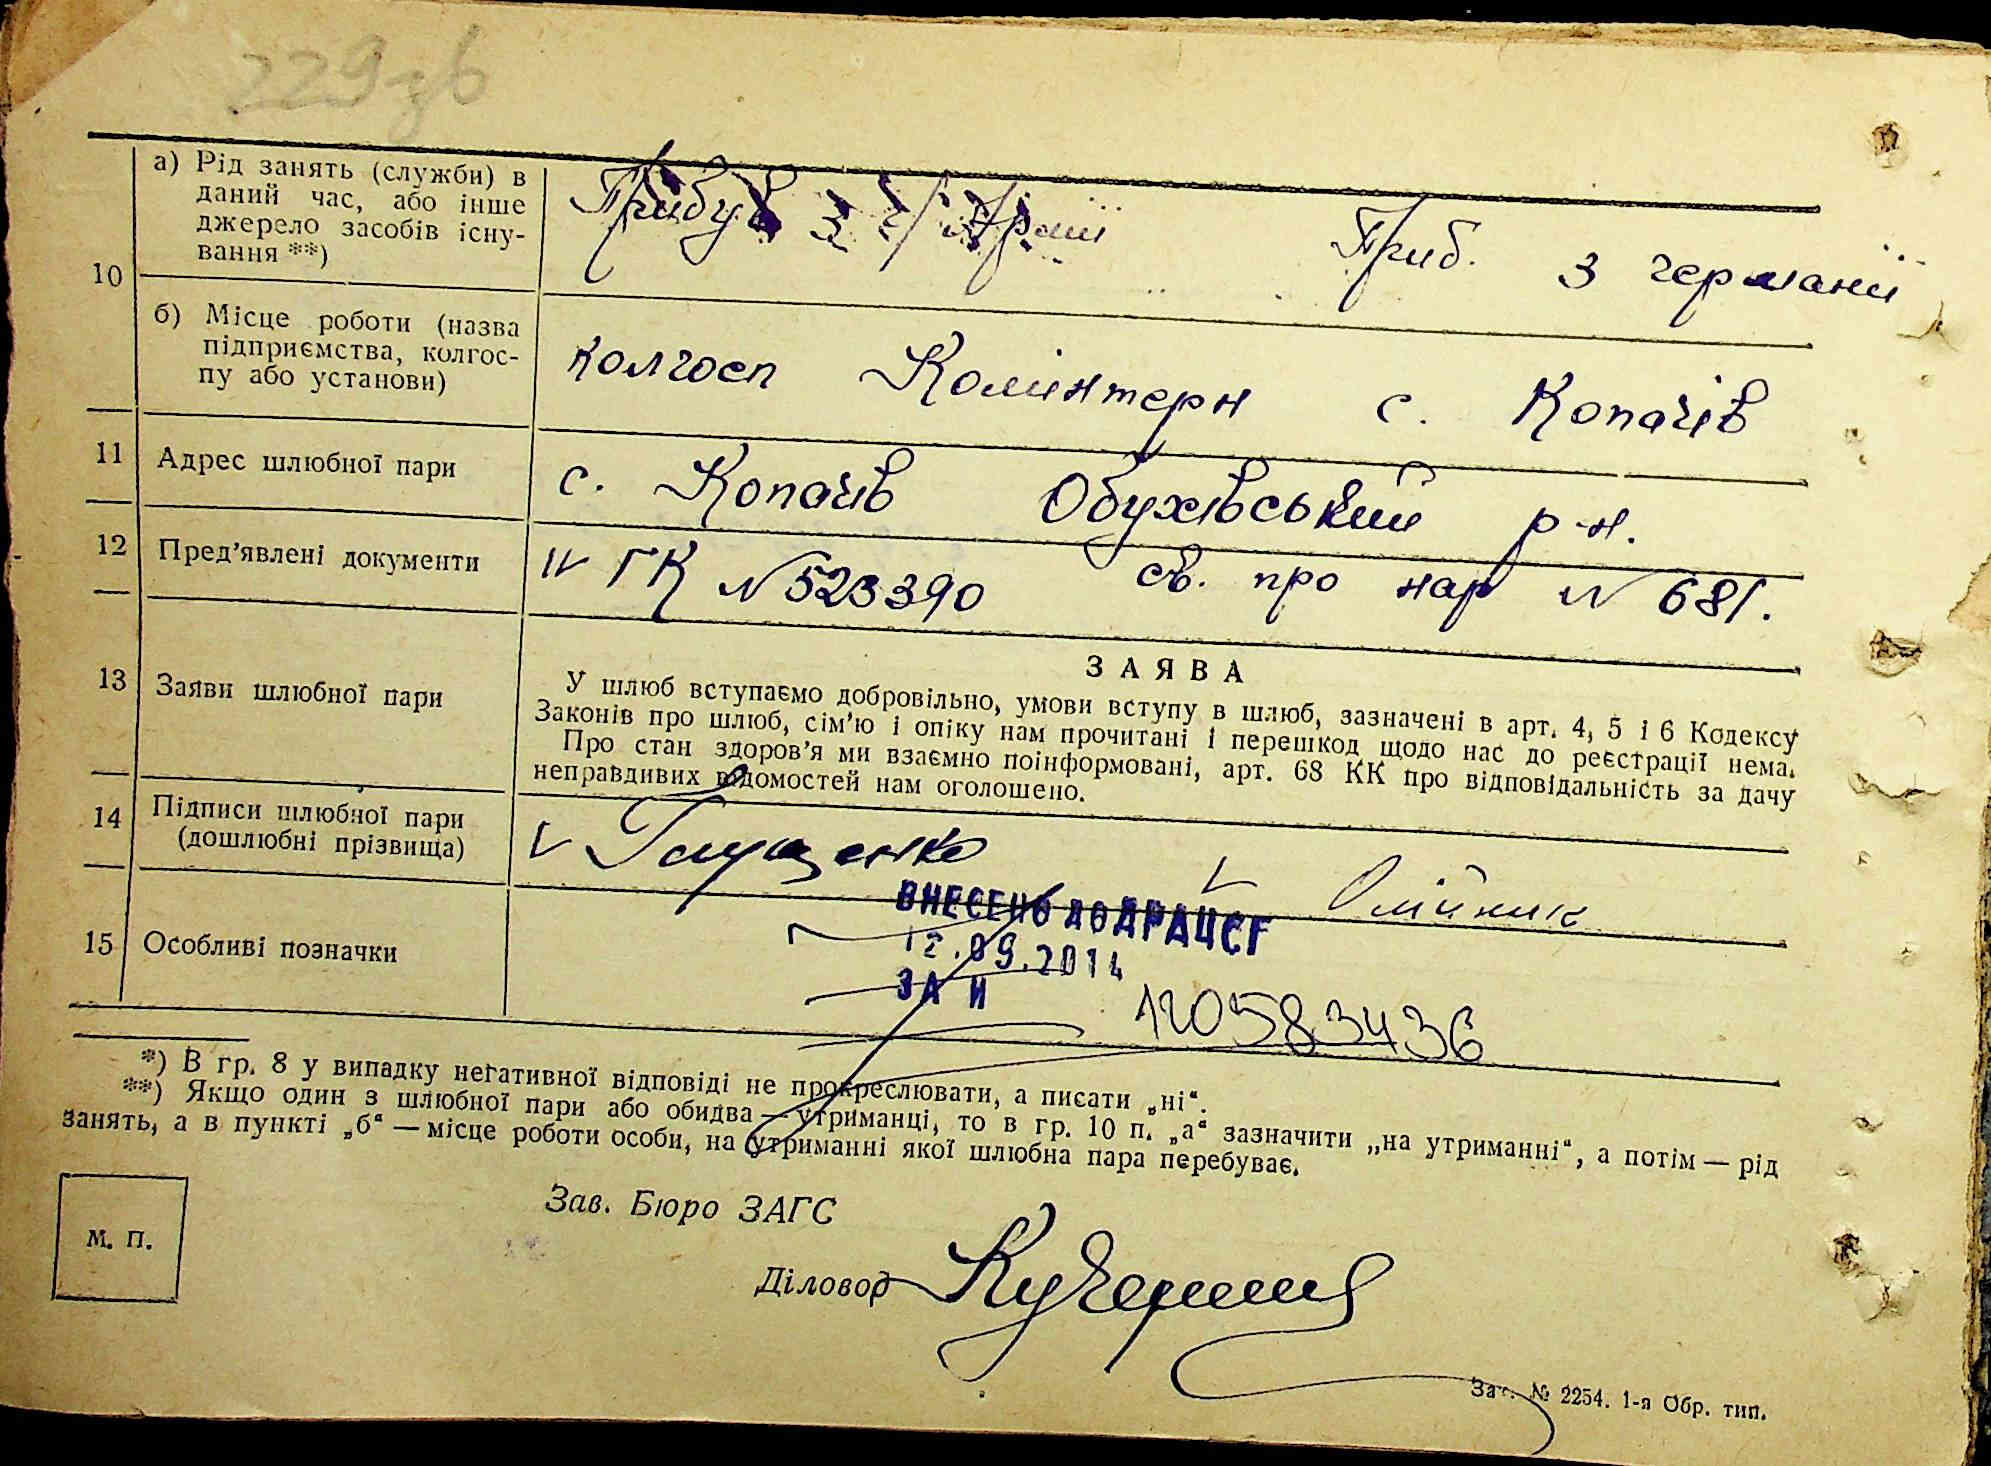 229зв
10
а) Рід занять (служби) в
даний час, або інше
джерело засобів існу-
вання **)
Прибув з ч/Армії Приб. з германії
б) Місце роботи (назва
підприємства, колгос-
пу або установи)
колгосп Комінтерн с. Копачів
11 Адрес шлюбної пари
с. Копачів Обухівський р-н.
12 Пред'явлені документи
IV ГК N 523390 св. про нар N 681.
13 Заяви шлюбної пари
ЗАЯВА
У шлюб вступаємо добровільно, умови вступу в шлюб, зазначені в арт. 4, 5 і 6 Кодексу
Законів про шлюб, сім'ю і опіку нам прочитані і перешкод щодо нас до реєстрації нема.
Про стан здоров'я ми взаємно поінформовані, арт. 68 КК про відповідальність за дачу
неправдивих відомостей нам оголошено.
14 Підписи шлюбної пари
(дошлюбні прізвища)
V Глущенко V Олійник
15 Особливі позначки
ВНЕСЕНО ДО ДРАЦСГ
12.09.2014
ЗА N 120583436
*) В гр. 8 у випадку негативної відповіді не прокреслювати, а писати „ні“.
**) Якщо один з шлюбної пари або обидва — утриманці, то в гр. 10 п. „а“ зазначити „на утриманні“, а потім — рід
занять, а в пункті „б“ — місце роботи особи, на утриманні якої шлюбна пара перебуває.
М. П.
Зав. Бюро ЗАГС
Діловод
Зак. № 2254. 1-я Обр. тип.